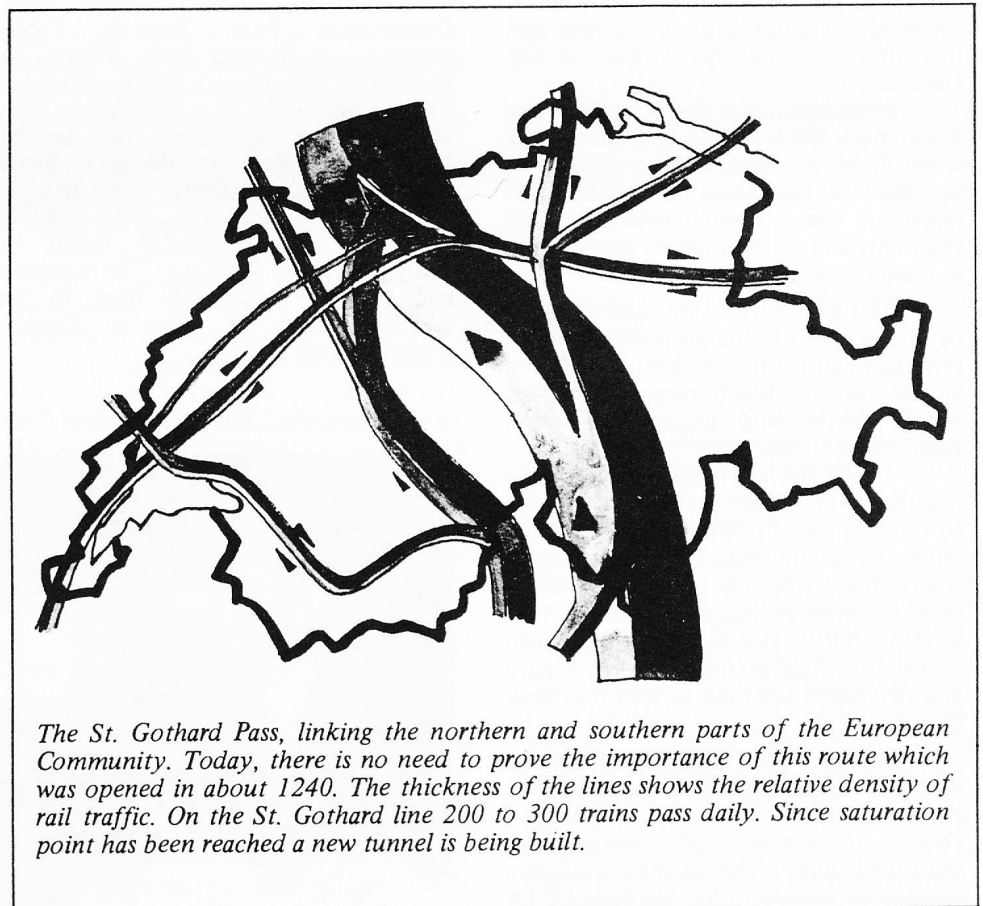 The St. Gothard Pass, linking the northern and southern parts of the European
Community. Today, there is no need to prove the importance of this route which
was opened in about 1240. The thickness of the lines shows the relative density of
rail traffic. On the St. Gothard line 200 to 300 trains pass daily. Since saturation
point has been reached a new tunnel is being built.